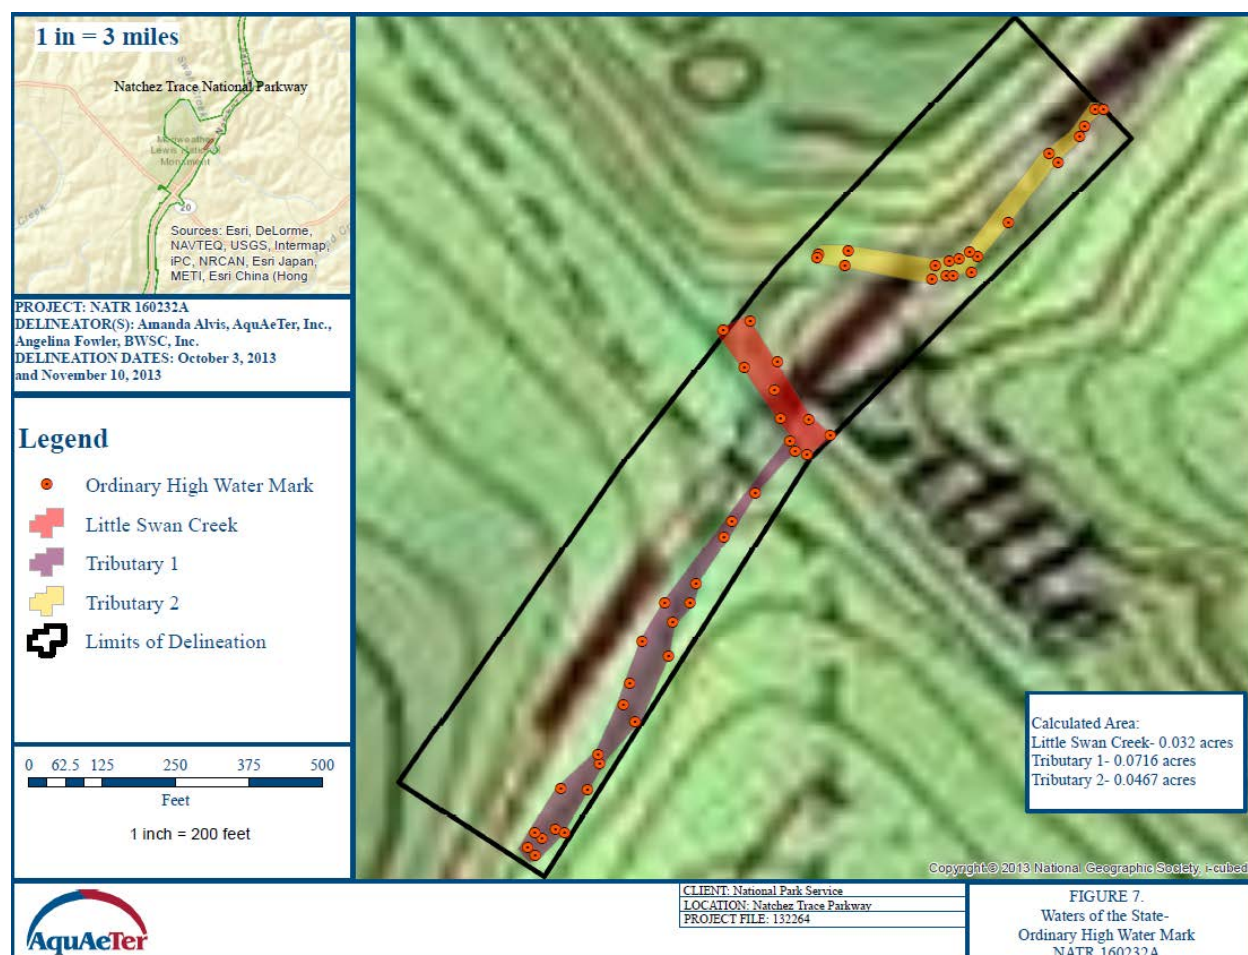 1 in = 3 miles
Natchez Trace National Parkway
Lewis National
Monument
20
Creek
Sources: Esri, DeLorme,
NAVTEQ, USGS, Intermap,
iPC, NRCAN, Esri Japan,
METI, Esri China (Hong
PROJECT: NATR 160232A
DELINEATOR(S): Amanda Alvis, AquAeTer, Inc.,
Angelina Fowler, BWSC, Inc.
DELINEATION DATES: October 3, 2013
and November 10, 2013
Legend
Ordinary High Water Mark
Little Swan Creek
Tributary 1
Tributary 2
Limits of Delineation
0 62.5 125 250 375 500
Feet
1 inch = 200 feet
Calculated Area:
Little Swan Creek- 0.032 acres
Tributary 1- 0.0716 acres
Tributary 2- 0.0467 acres
Copyright:© 2013 National Geographic Society, i-cubed
AquAeTer
CLIENT: National Park Service
LOCATION: Natchez Trace Parkway
PROJECT FILE: 132264
FIGURE 7.
Waters of the State-
Ordinary High Water Mark
NATR 160232A